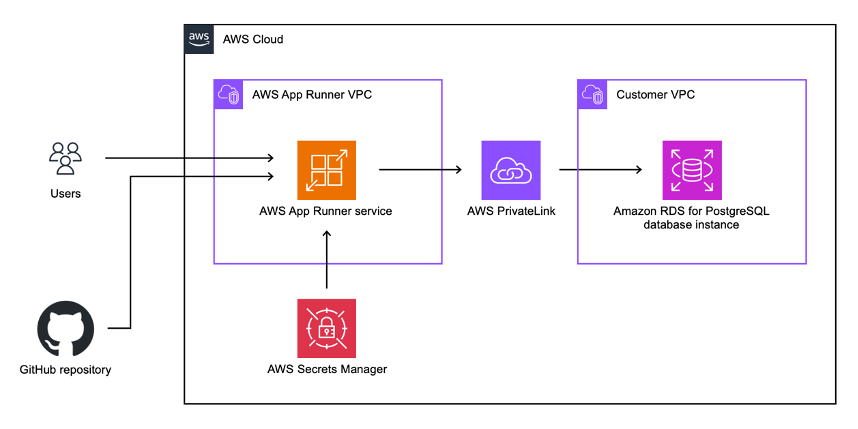 aws
AWS Cloud
AWS App Runner VPC
Customer VPC
Users
AWS App Runner service
AWS PrivateLink
Amazon RDS for PostgreSQL
database instance
GitHub repository
AWS Secrets Manager